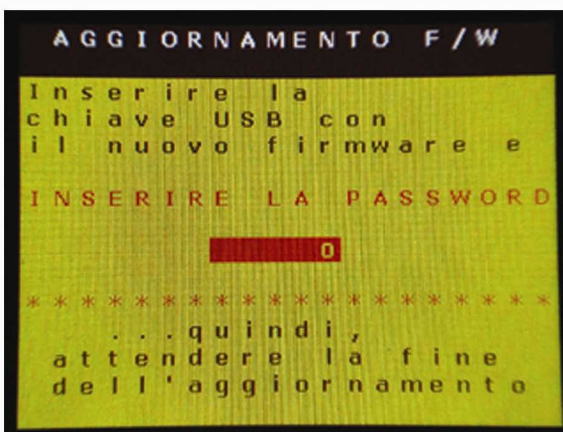 AGGIORNAMENTO F/W
Inserire la
chiave USB con
il nuovo firmware e
INSERIRE LA PASSWORD
0
********************
...quindi,
attendere la fine
dell'aggiornamento